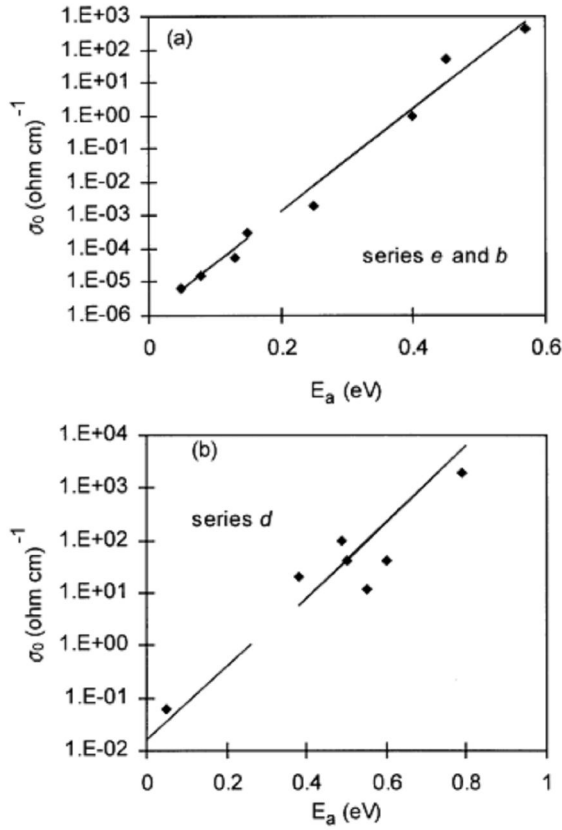 (a)
1.E+03
1.E+02
1.E+01
1.E+00
1.E-01
1.E-02
1.E-03
1.E-04
1.E-05
1.E-06
σ₀ (ohm cm)⁻¹
series e and b
0 0.2 0.4 0.6
Eₐ (eV)
(b)
1.E+04
1.E+03
1.E+02
1.E+01
1.E+00
1.E-01
1.E-02
σ₀ (ohm cm)⁻¹
series d
0 0.2 0.4 0.6 0.8 1
Eₐ (eV)